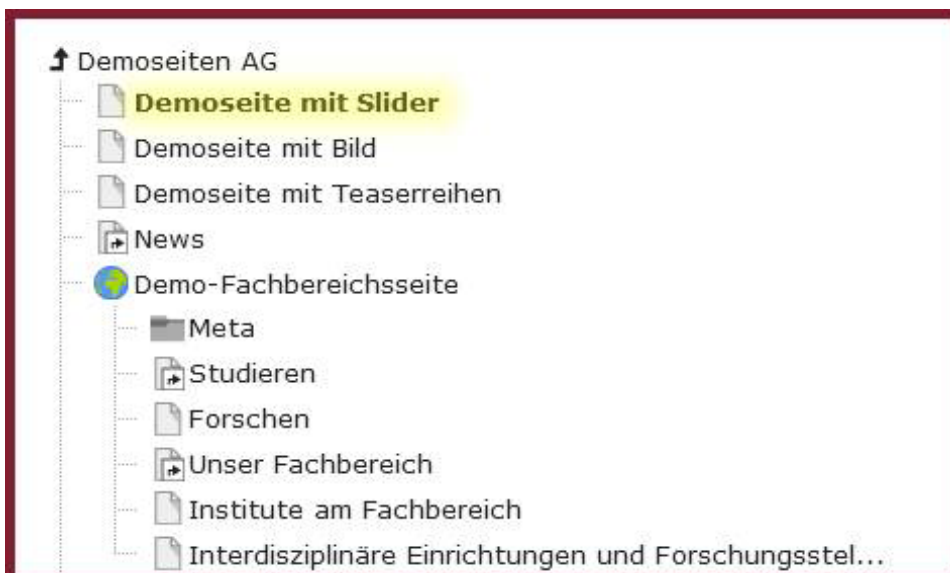 Demoseiten AG
Demoseite mit Slider
Demoseite mit Bild
Demoseite mit Teaserreihen
News
Demo-Fachbereichsseite
Meta
Studieren
Forschen
Unser Fachbereich
Institute am Fachbereich
Interdisziplinäre Einrichtungen und Forschungsstel...